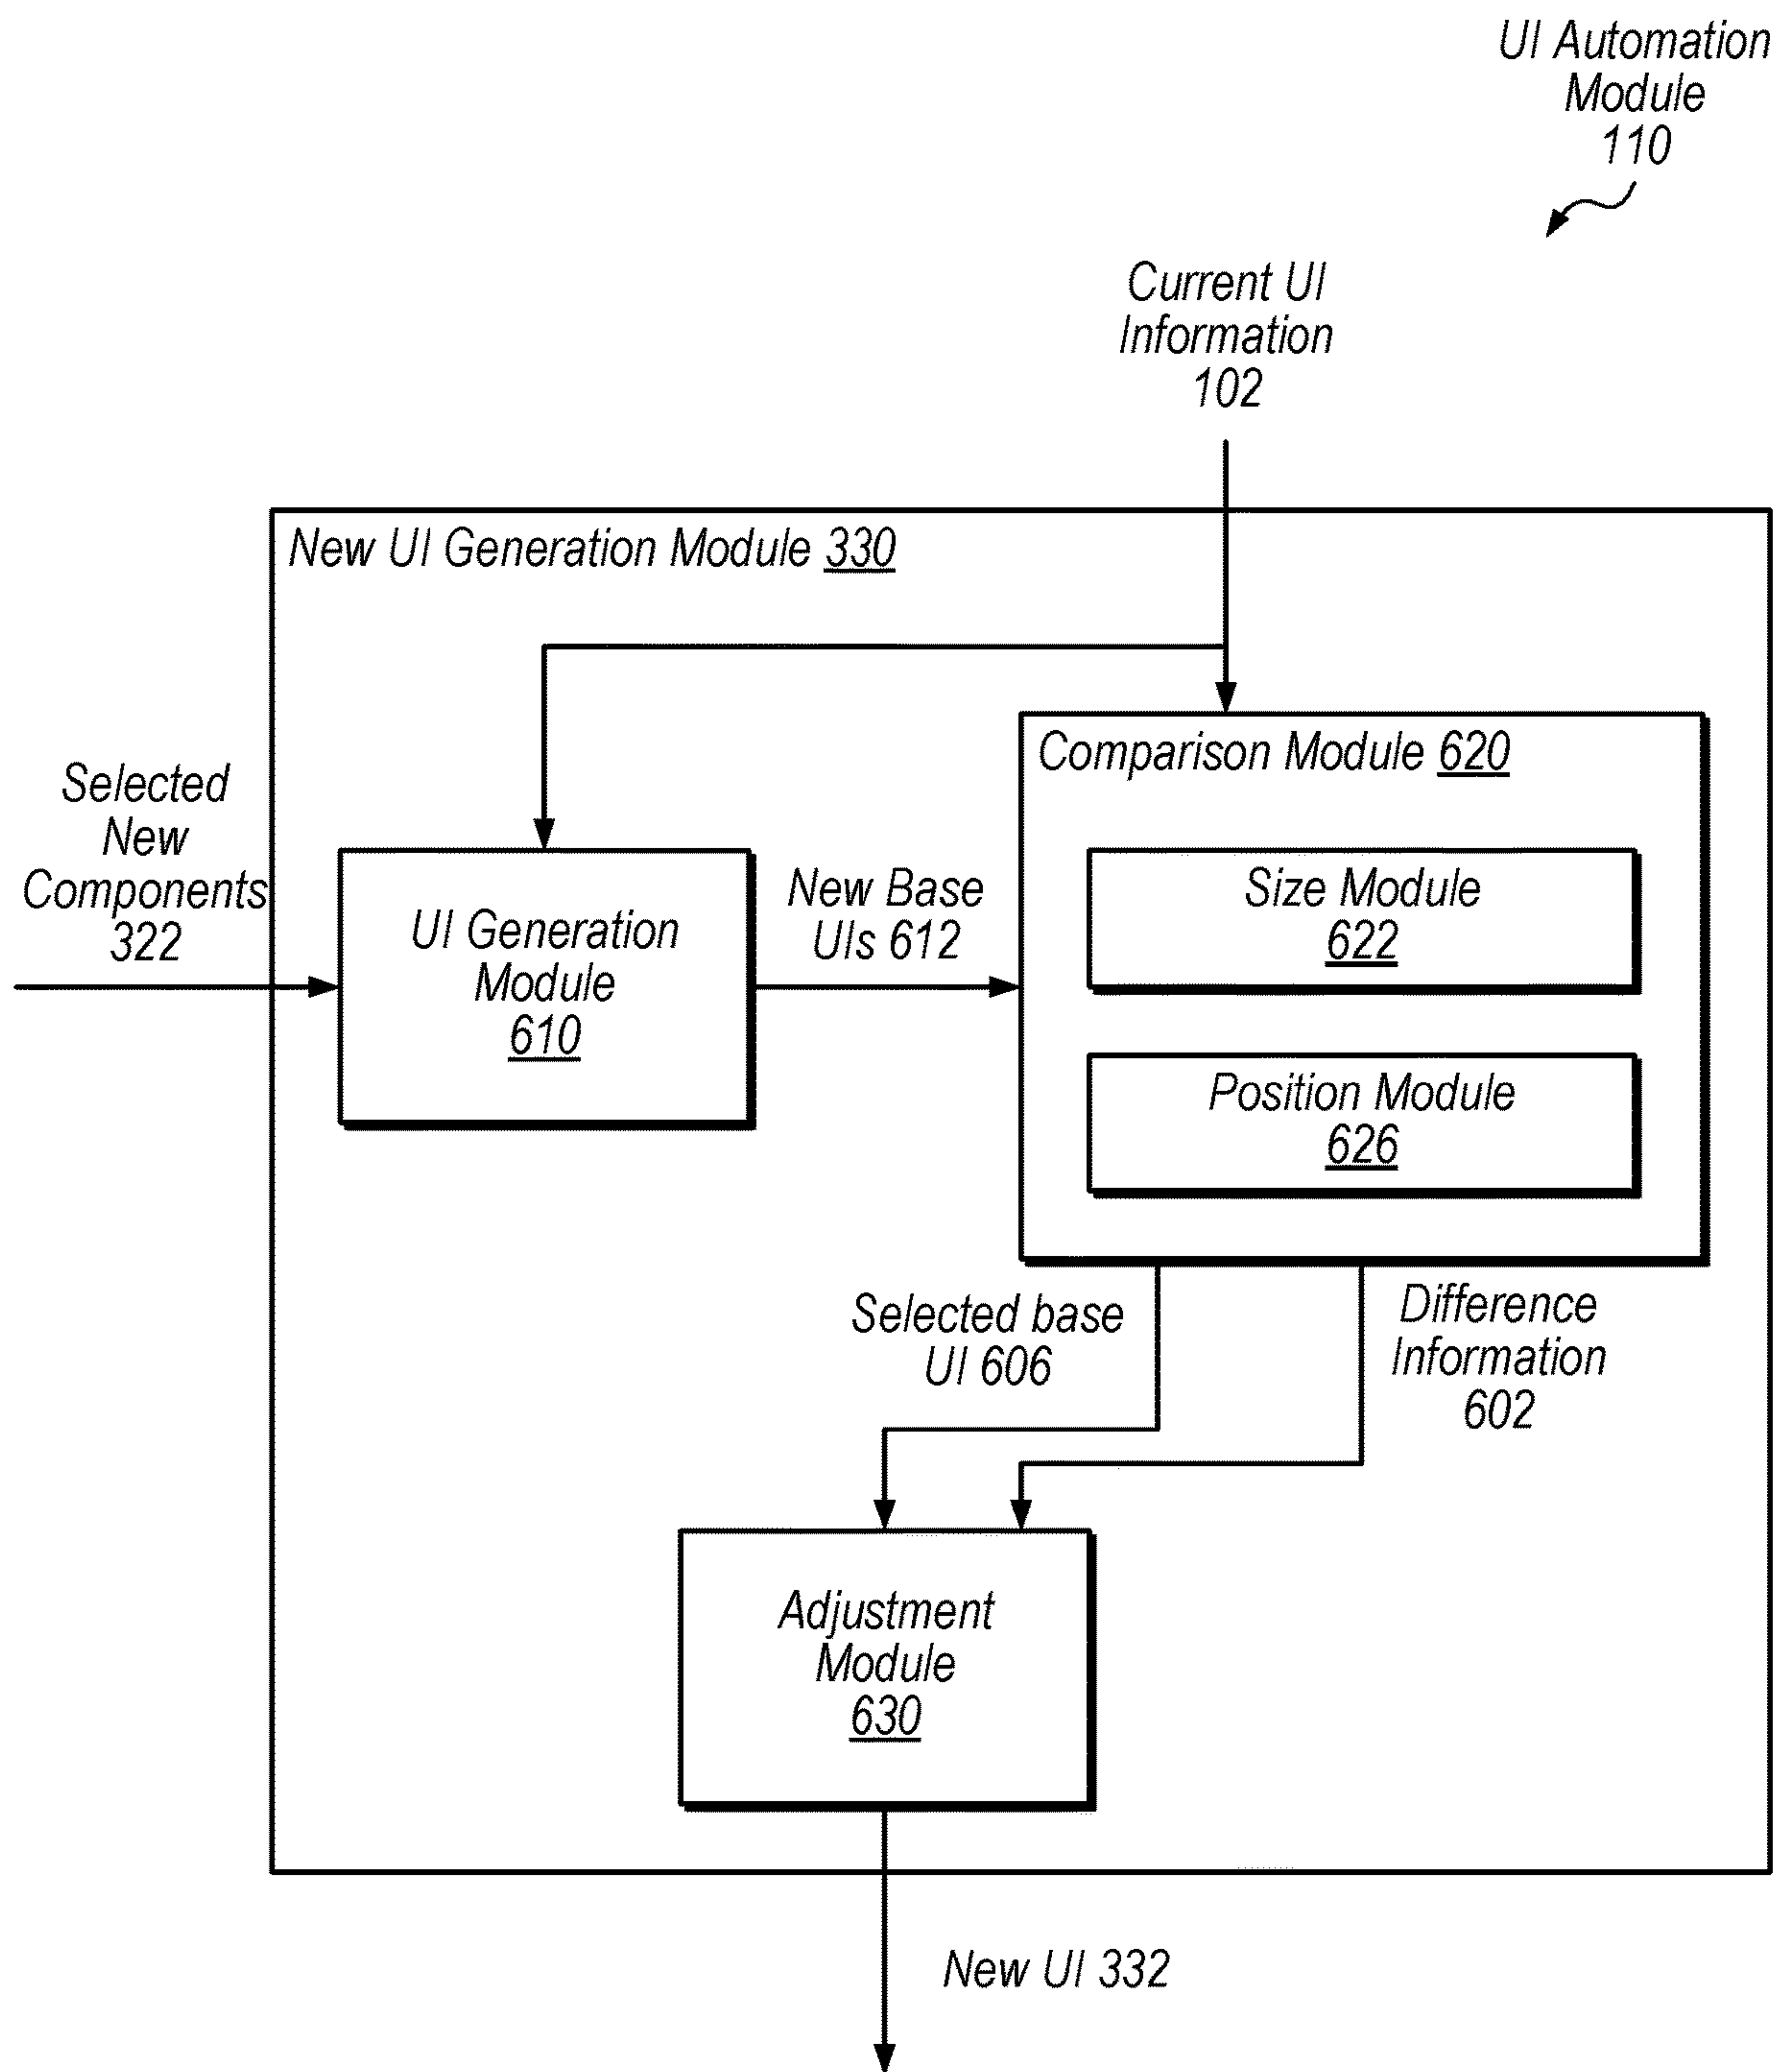 UI Automation
Module
110
Current UI
Information
102
New UI Generation Module 330
Comparison Module 620
Selected
New
Components
322
UI Generation
Module
610
New Base
UIs 612
Size Module
622
Position Module
626
Selected base
UI 606
Difference
Information
602
Adjustment
Module
630
New UI 332